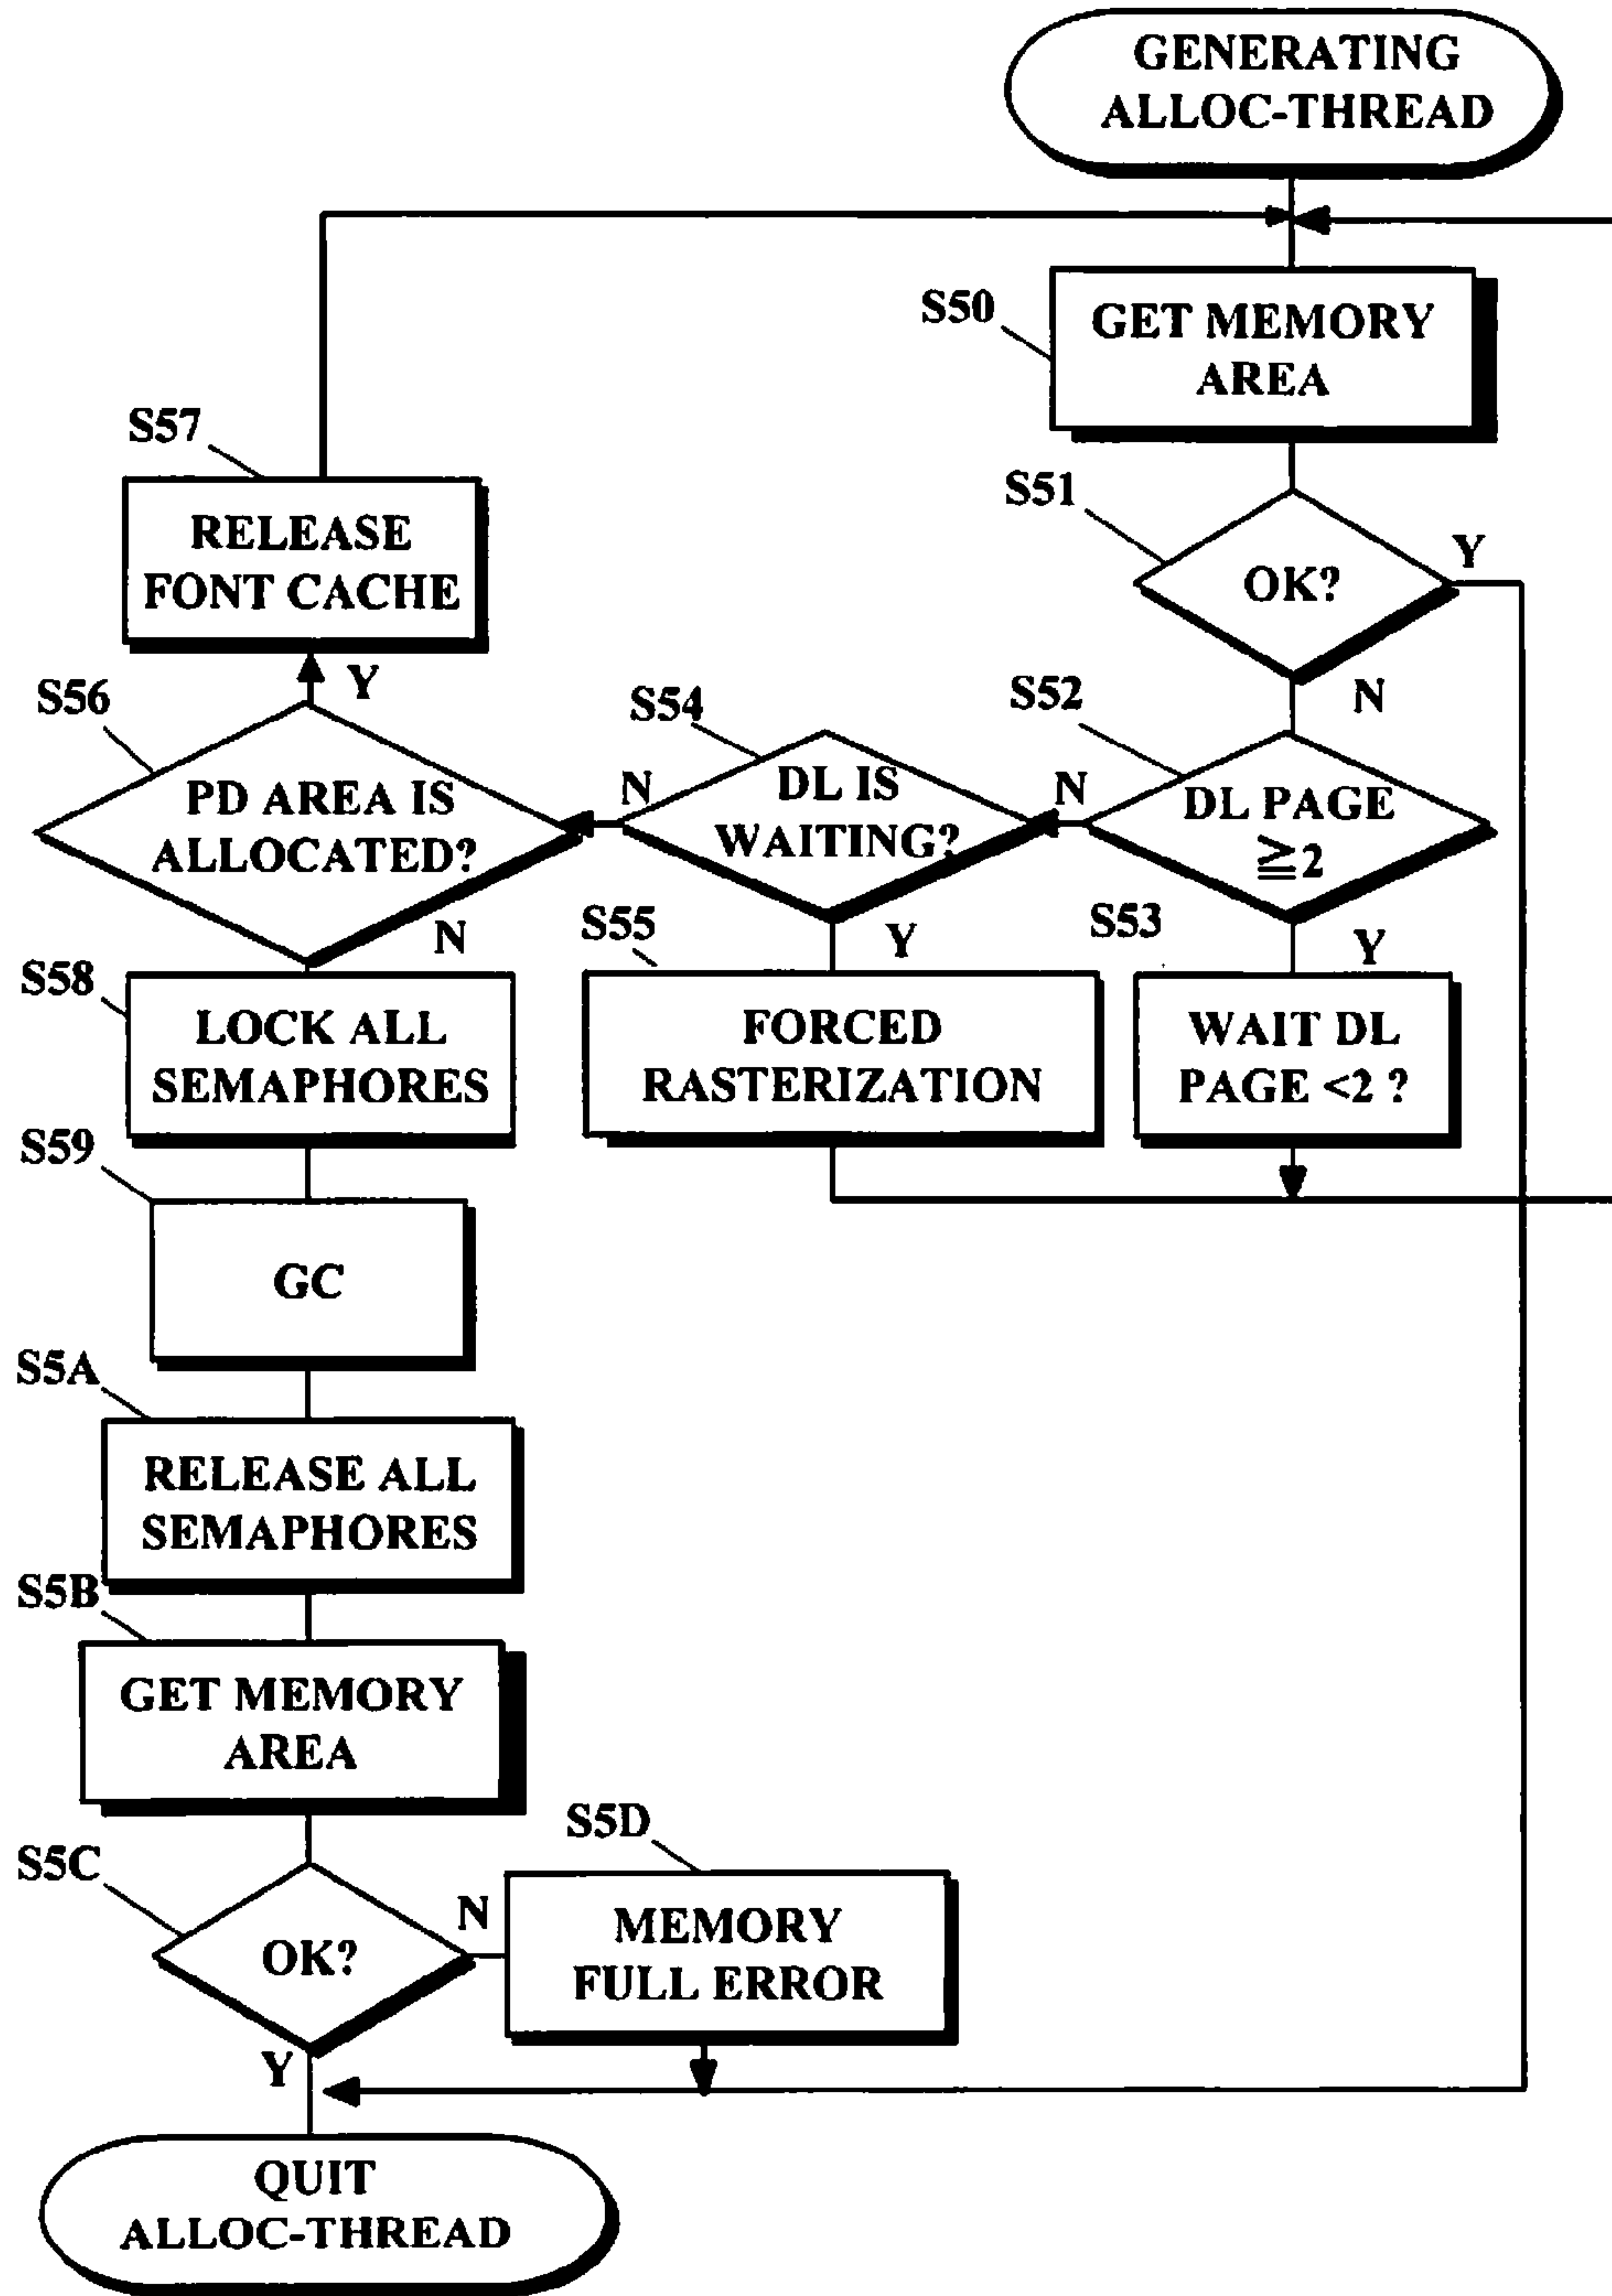 GENERATING
ALLOC-THREAD
S50
GET MEMORY
AREA
S57
RELEASE
FONT CACHE
S51
OK?
Y
N
S56
PD AREA IS
ALLOCATED?
Y
N
S54
DL IS
WAITING?
N
Y
S52
DL PAGE
≧2
N
Y
S58
LOCK ALL
SEMAPHORES
S55
FORCED
RASTERIZATION
S53
WAIT DL
PAGE <2 ?
S59
GC
S5A
RELEASE ALL
SEMAPHORES
S5B
GET MEMORY
AREA
S5C
OK?
N
Y
S5D
MEMORY
FULL ERROR
QUIT
ALLOC-THREAD